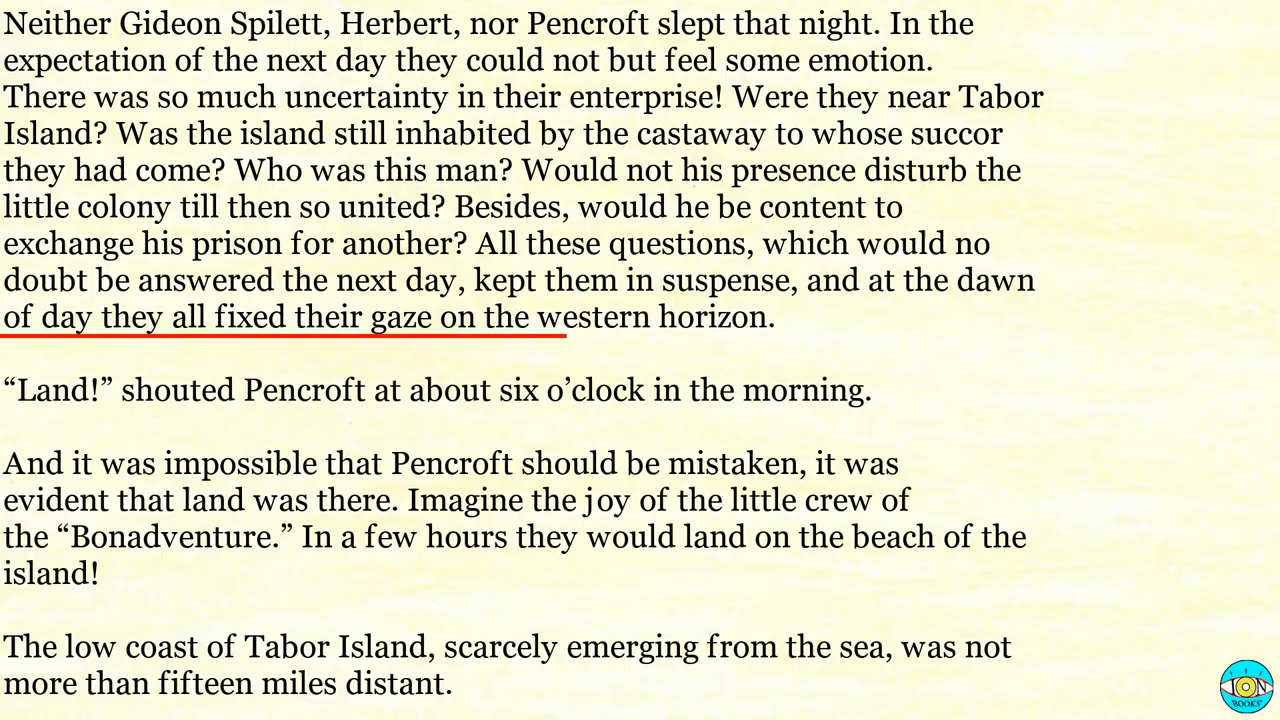 Neither Gideon Spilett, Herbert, nor Pencroft slept that night. In the
expectation of the next day they could not but feel some emotion.
There was so much uncertainty in their enterprise! Were they near Tabor
Island? Was the island still inhabited by the castaway to whose succor
they had come? Who was this man? Would not his presence disturb the
little colony till then so united? Besides, would he be content to
exchange his prison for another? All these questions, which would no
doubt be answered the next day, kept them in suspense, and at the dawn
of day they all fixed their gaze on the western horizon.
“Land!” shouted Pencroft at about six o’clock in the morning.
And it was impossible that Pencroft should be mistaken, it was
evident that land was there. Imagine the joy of the little crew of
the “Bonadventure.” In a few hours they would land on the beach of the
island!
The low coast of Tabor Island, scarcely emerging from the sea, was not
more than fifteen miles distant.
ION
BOOKS